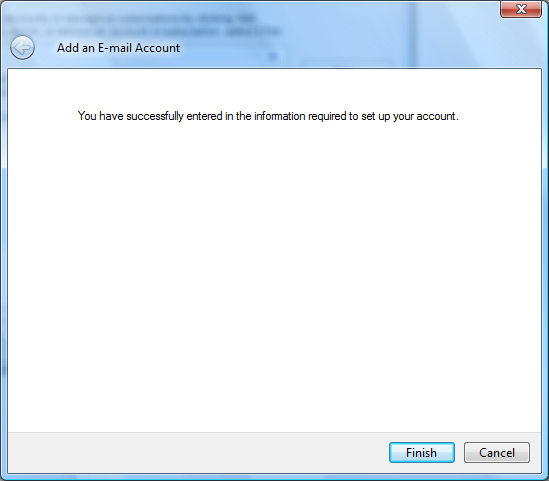 Add an E-mail Account
You have successfully entered in the information required to set up your account.
Finish
Cancel